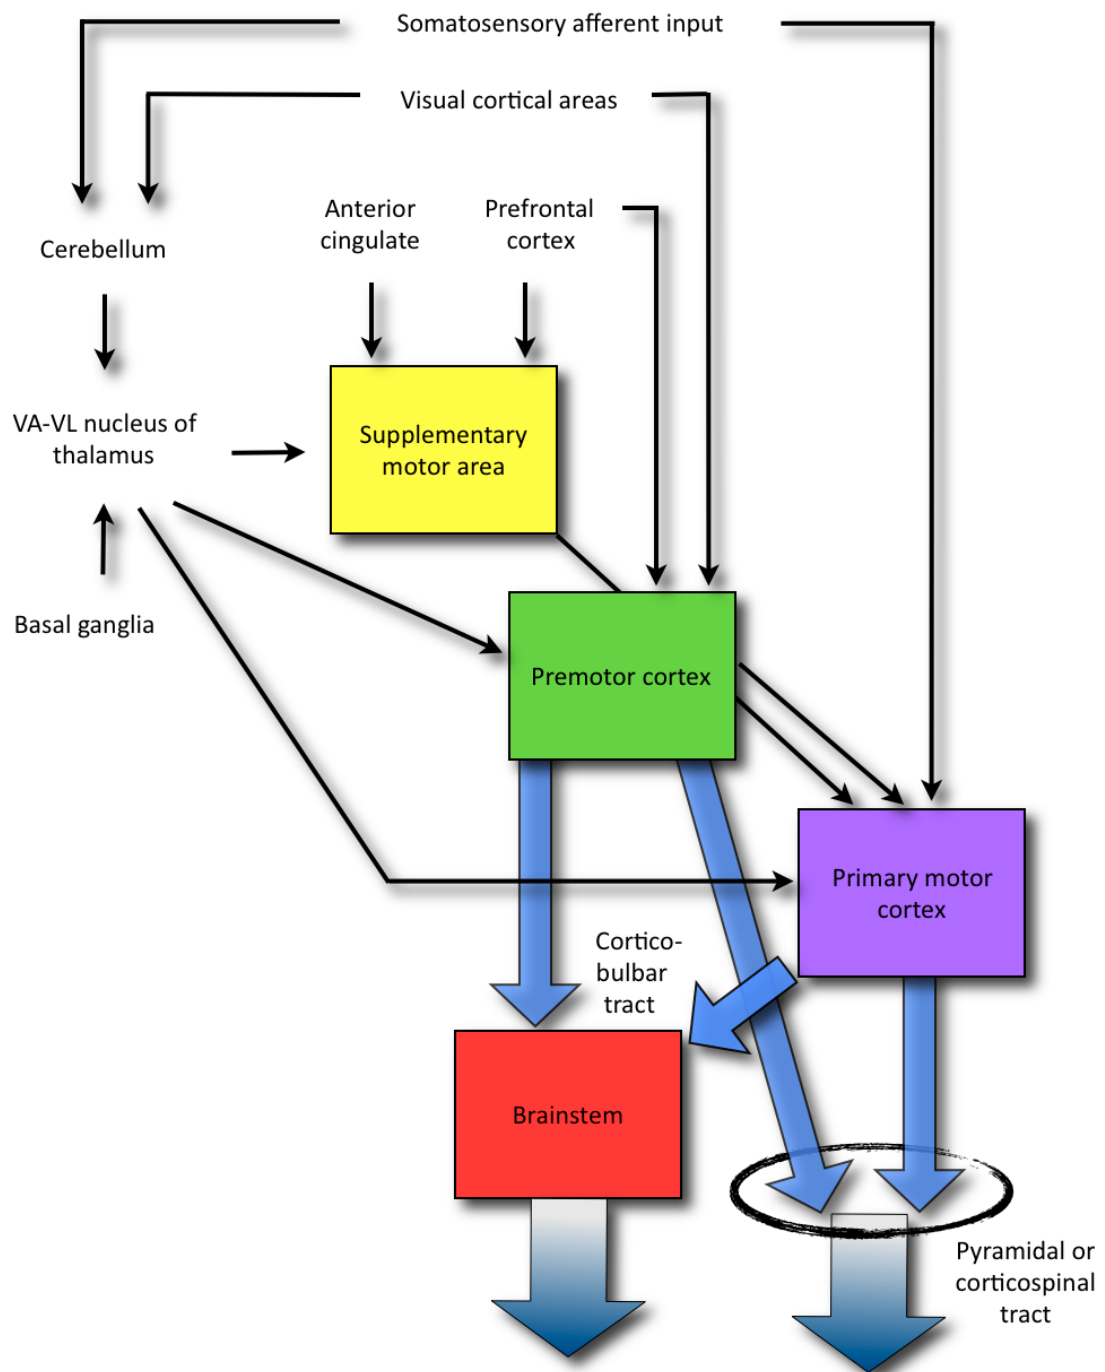 Somatosensory afferent input
Visual cortical areas
Anterior
cingulate
Prefrontal
cortex
Cerebellum
VA-VL nucleus of
thalamus
Supplementary
motor area
Basal ganglia
Premotor cortex
Primary motor
cortex
Cortico-
bulbar
tract
Brainstem
Pyramidal or
corticospinal
tract